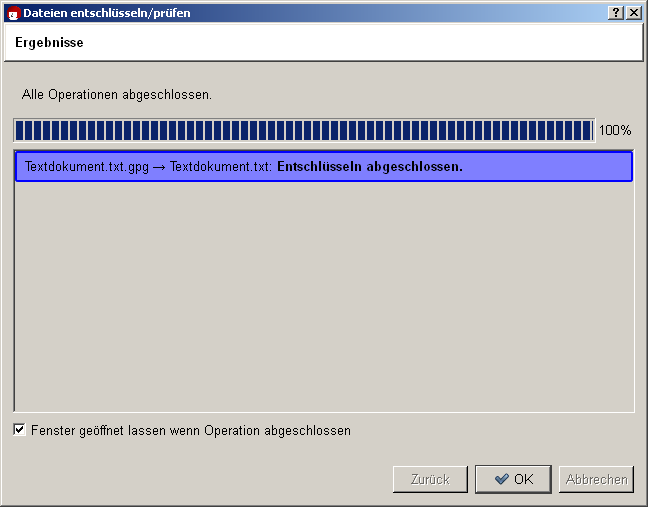 Dateien entschlüsseln/prüfen
Ergebnisse
Alle Operationen abgeschlossen.
100%
Textdokument.txt.gpg → Textdokument.txt: Entschlüsseln abgeschlossen.
Fenster geöffnet lassen wenn Operation abgeschlossen
Zurück OK Abbrechen